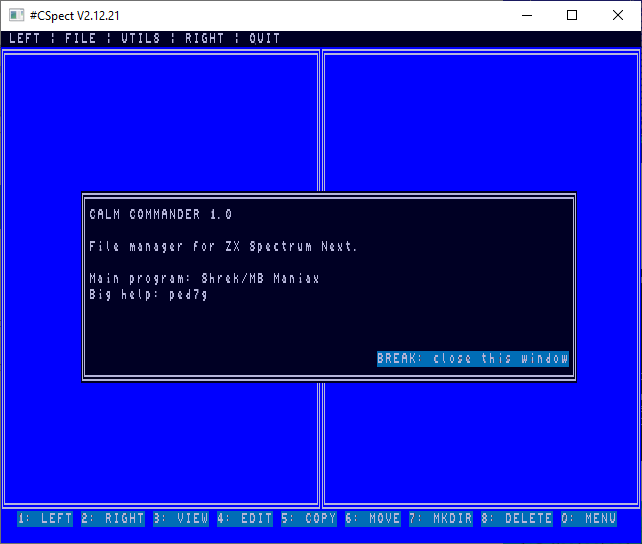 #CSpect V2.12.21
LEFT | FILE | UTILS | RIGHT | QUIT
CALM COMMANDER 1.0
File manager for ZX Spectrum Next.
Main program: Shrek/MB Maniax
Big help: ped7g
BREAK: close this window
1: LEFT 2: RIGHT 3: VIEW 4: EDIT 5: COPY 6: MOVE 7: MKDIR 8: DELETE 0: MENU